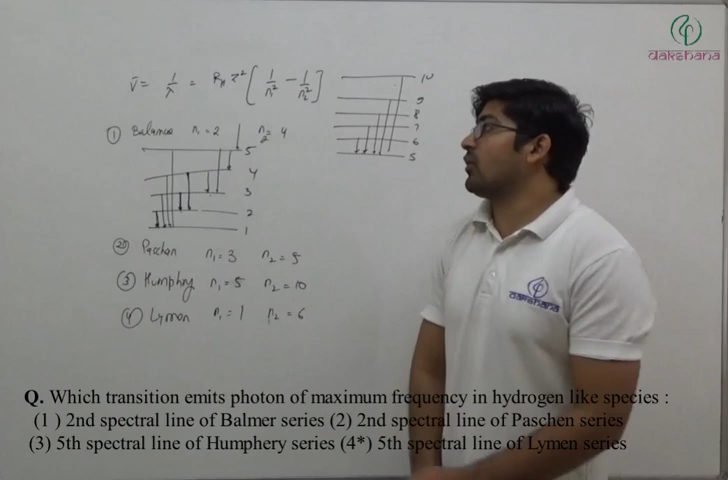 dakshana
ν̄ = 1/λ = R_H Z² [ 1/n₁² − 1/n₂² ]
10
9
8
7
6
5
① Balmer n₁ = 2 n₂ = 4
5
4
3
2
1
② Paschen n₁ = 3 n₂ = 5
③ Humphry n₁ = 5 n₂ = 10
④ Lymen n₁ = 1 n₂ = 6
dakshana
Q. Which transition emits photon of maximum frequency in hydrogen like species :
(1 ) 2nd spectral line of Balmer series (2) 2nd spectral line of Paschen series
(3) 5th spectral line of Humphery series (4*) 5th spectral line of Lymen series